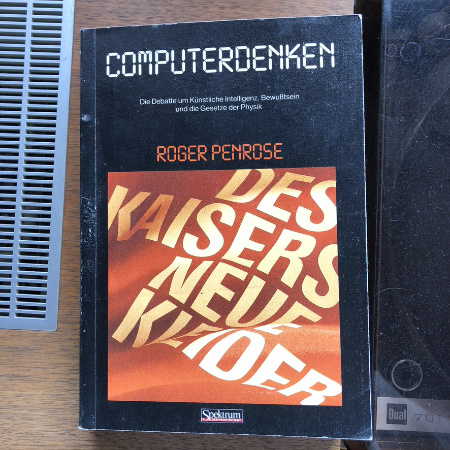 COMPUTERDENKEN
Die Debatte um Künstliche Intelligenz, Bewußtsein
und die Gesetze der Physik
ROGER PENROSE
DES
KAISERS
NEUE
KLEIDER
Spektrum
Dual 701